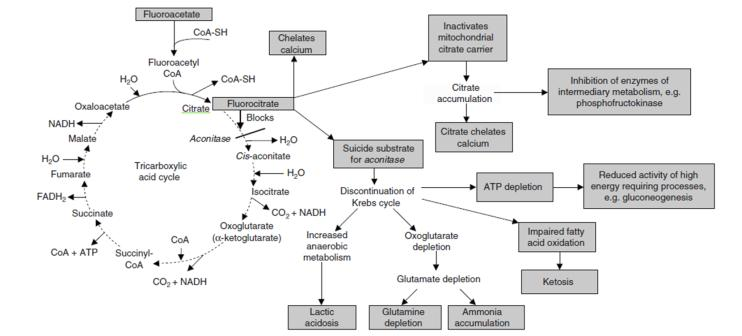 Fluoroacetate
CoA-SH
Fluoroacetyl
CoA
H₂O
CoA-SH
Oxaloacetate
Citrate
Fluorocitrate
Blocks
NADH
Malate
Aconitase
H₂O
Cis-aconitate
H₂O
Fumarate
Tricarboxylic
acid cycle
H₂O
Isocitrate
FADH₂
CO₂ + NADH
Succinate
Oxoglutarate
(α-ketoglutarate)
CoA
CoA + ATP
Succinyl-
CoA
CO₂ + NADH
Chelates
calcium
Inactivates
mitochondrial
citrate carrier
Citrate
accumulation
Inhibition of enzymes of
intermediary metabolism, e.g.
phosphofructokinase
Citrate chelates
calcium
Suicide substrate
for aconitase
Discontinuation of
Krebs cycle
ATP depletion
Reduced activity of high
energy requiring processes,
e.g. gluconeogenesis
Increased
anaerobic
metabolism
Oxoglutarate
depletion
Impaired fatty
acid oxidation
Glutamate depletion
Ketosis
Lactic
acidosis
Glutamine
depletion
Ammonia
accumulation